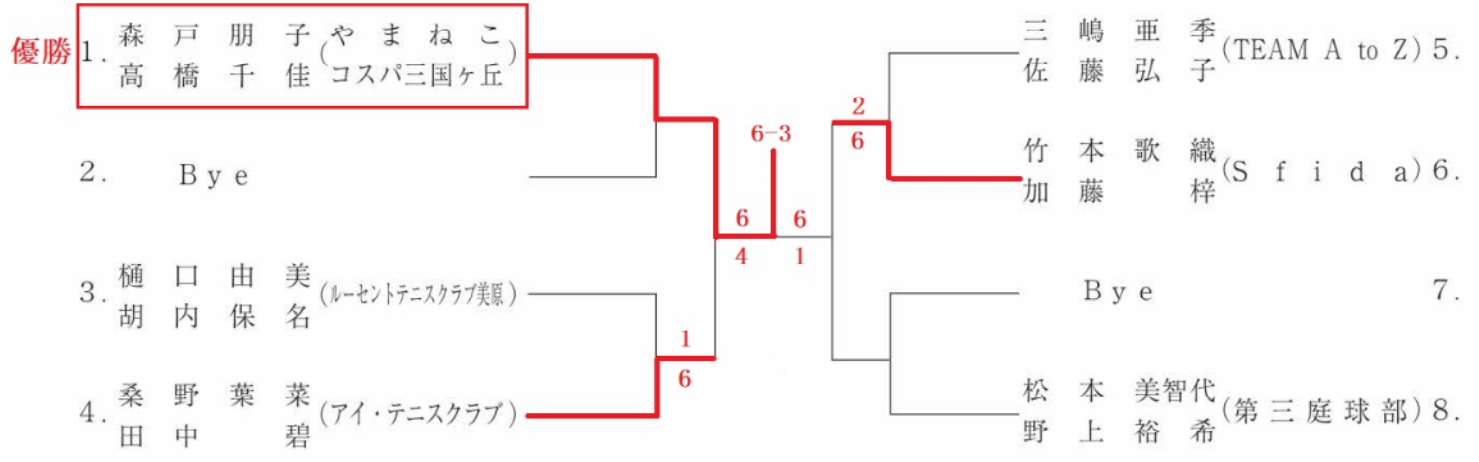 優勝
1. 森戸朋子 (やまねこ
高橋千佳 コスパ三国ヶ丘)
2. Bye
3. 樋口由美 (ルーセントテニスクラブ美原)
胡内保名
4. 桑野葉菜 (アイ・テニスクラブ)
田中碧
6-3
6
4
6
1
1
6
2
6
三嶋亜季 (TEAM A to Z) 5.
佐藤弘子
竹本歌織 (Sfida) 6.
加藤梓
Bye 7.
松本美智代 (第三庭球部) 8.
野上裕希